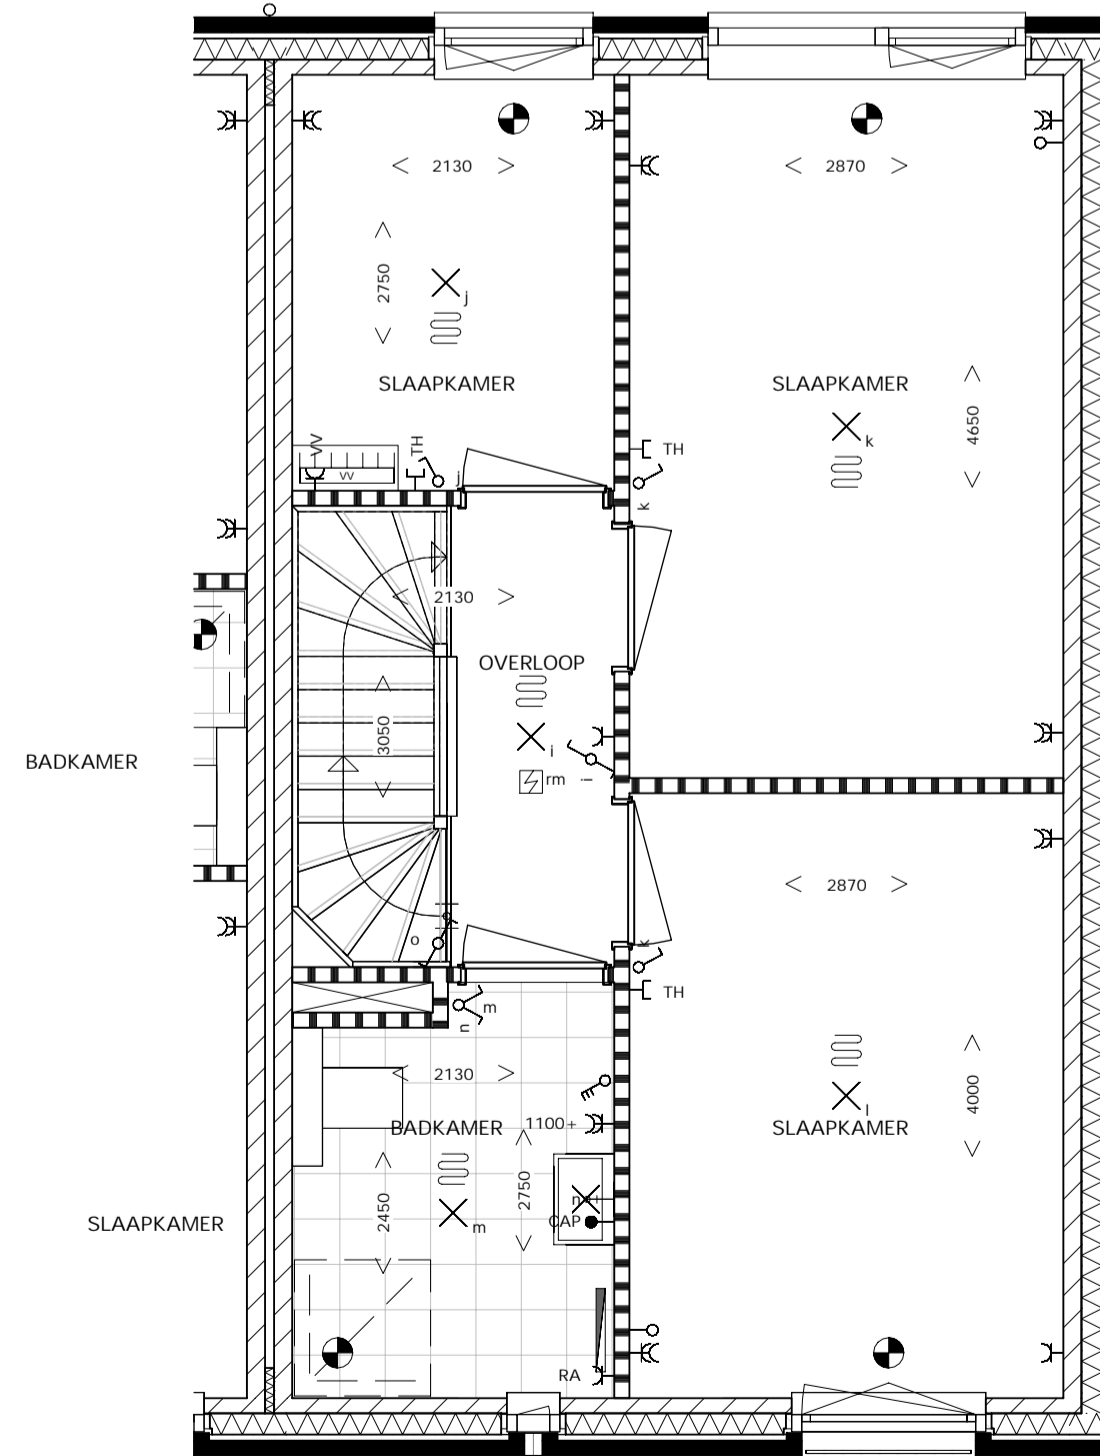 2130
2870
2750
j
SLAAPKAMER
SLAAPKAMER
4650
k
VV
TH
TH
VV
j
k
2130
OVERLOOP
3050
i
BADKAMER
rm
i
2870
o
k
TH
m
n
2130
4000
l
BADKAMER
1100+
SLAAPKAMER
2450
2750
n
SLAAPKAMER
m
CAP
RA